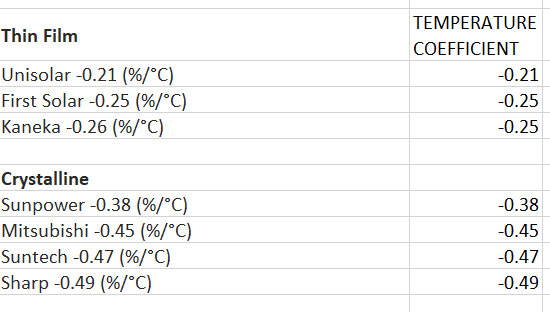 Thin Film TEMPERATURE COEFFICIENT
Unisolar -0.21 (%/°C) -0.21
First Solar -0.25 (%/°C) -0.25
Kaneka -0.26 (%/°C) -0.25
Crystalline
Sunpower -0.38 (%/°C) -0.38
Mitsubishi -0.45 (%/°C) -0.45
Suntech -0.47 (%/°C) -0.47
Sharp -0.49 (%/°C) -0.49